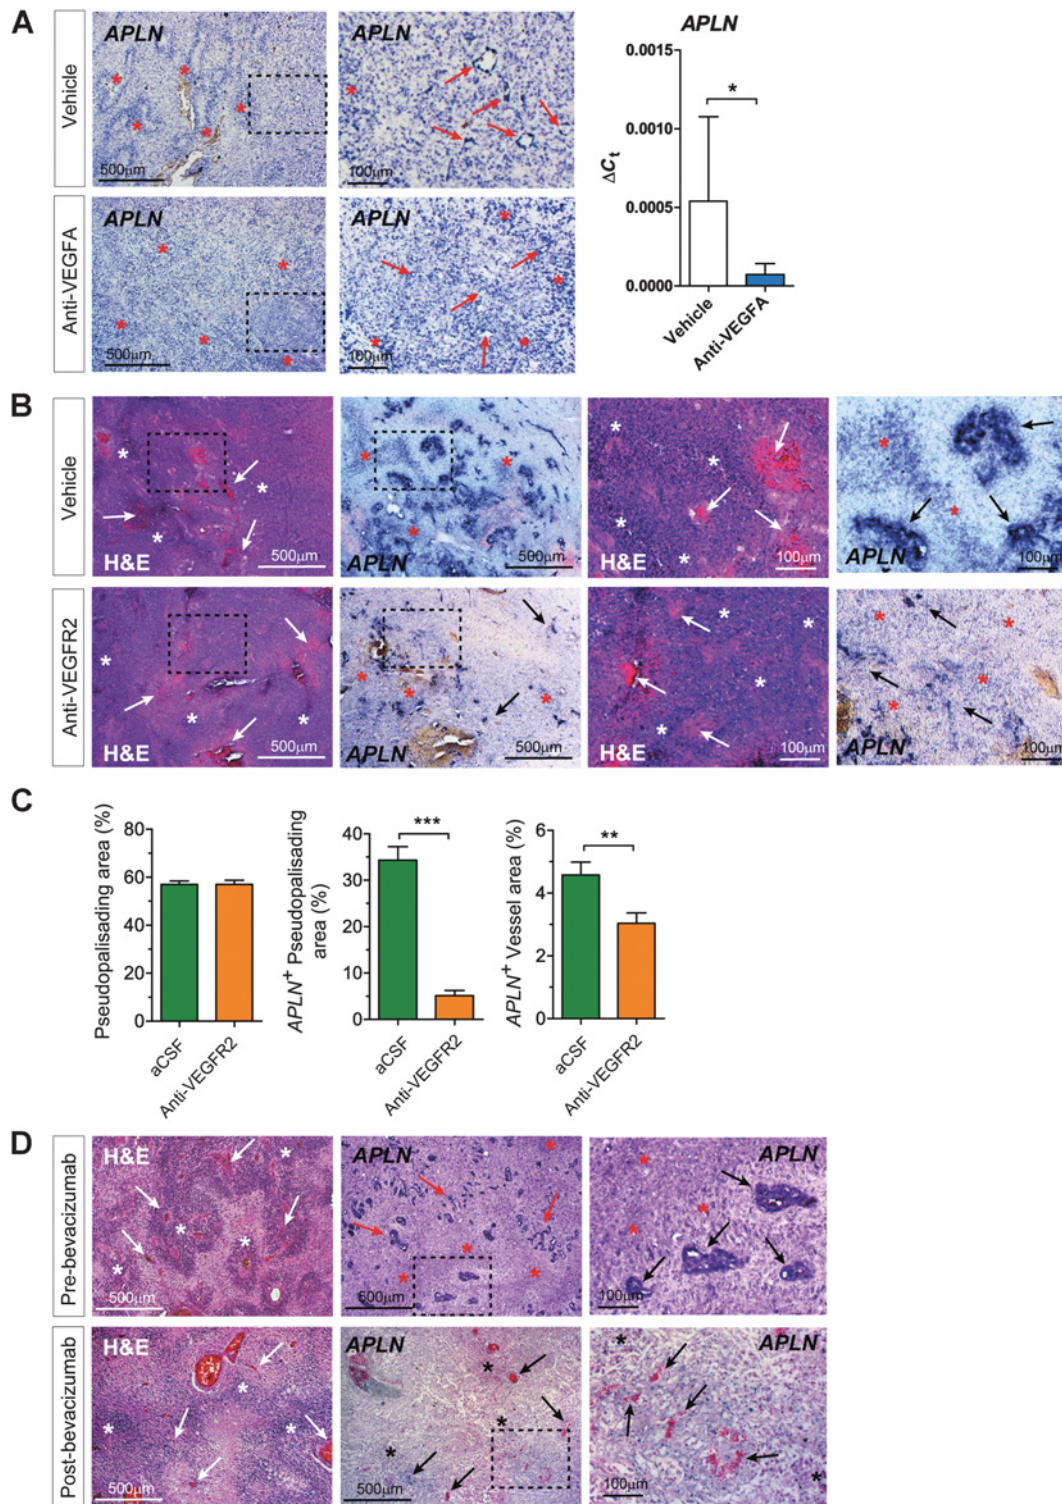 A
Vehicle
APLN
500μm
APLN
100μm
Anti-VEGFA
APLN
500μm
APLN
100μm
APLN
ΔCt
0.0015
0.0010
0.0005
0.0000
*
Vehicle
Anti-VEGFA
B
Vehicle
H&E
500μm
APLN
500μm
H&E
100μm
APLN
100μm
Anti-VEGFR2
H&E
500μm
APLN
500μm
H&E
100μm
APLN
100μm
C
Pseudopalisading area (%)
80
60
40
20
0
aCSF
Anti-VEGFR2
APLN+ Pseudopalisading
area (%)
40
30
20
10
0
***
aCSF
Anti-VEGFR2
APLN+ Vessel area (%)
6
4
2
0
**
aCSF
Anti-VEGFR2
D
Pre-bevacizumab
H&E
500μm
APLN
500μm
APLN
100μm
Post-bevacizumab
H&E
500μm
APLN
500μm
APLN
100μm